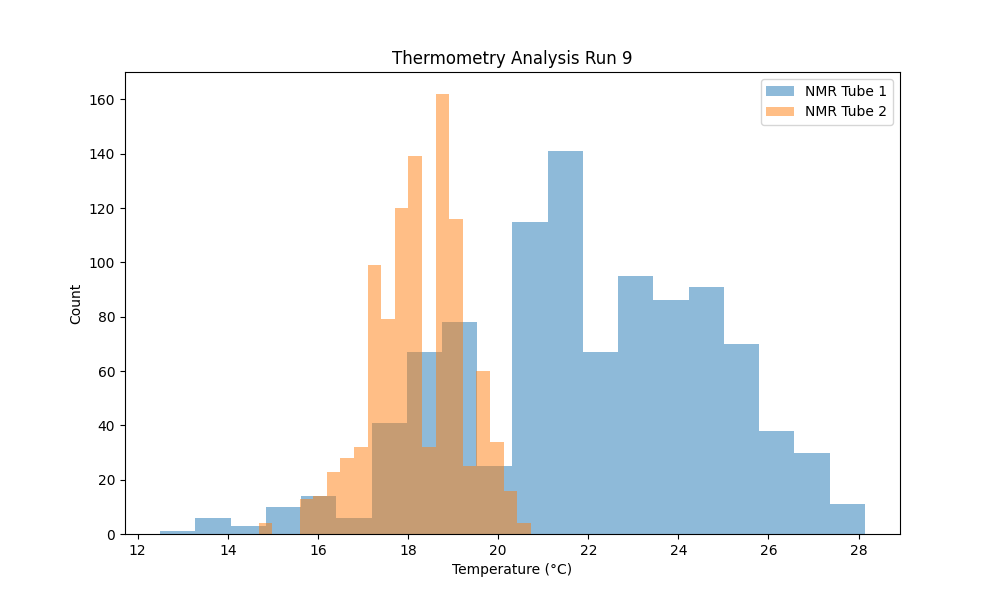 Thermometry Analysis Run 9
NMR Tube 1
NMR Tube 2
Count
160
140
120
100
80
60
40
20
0
12 14 16 18 20 22 24 26 28
Temperature (°C)